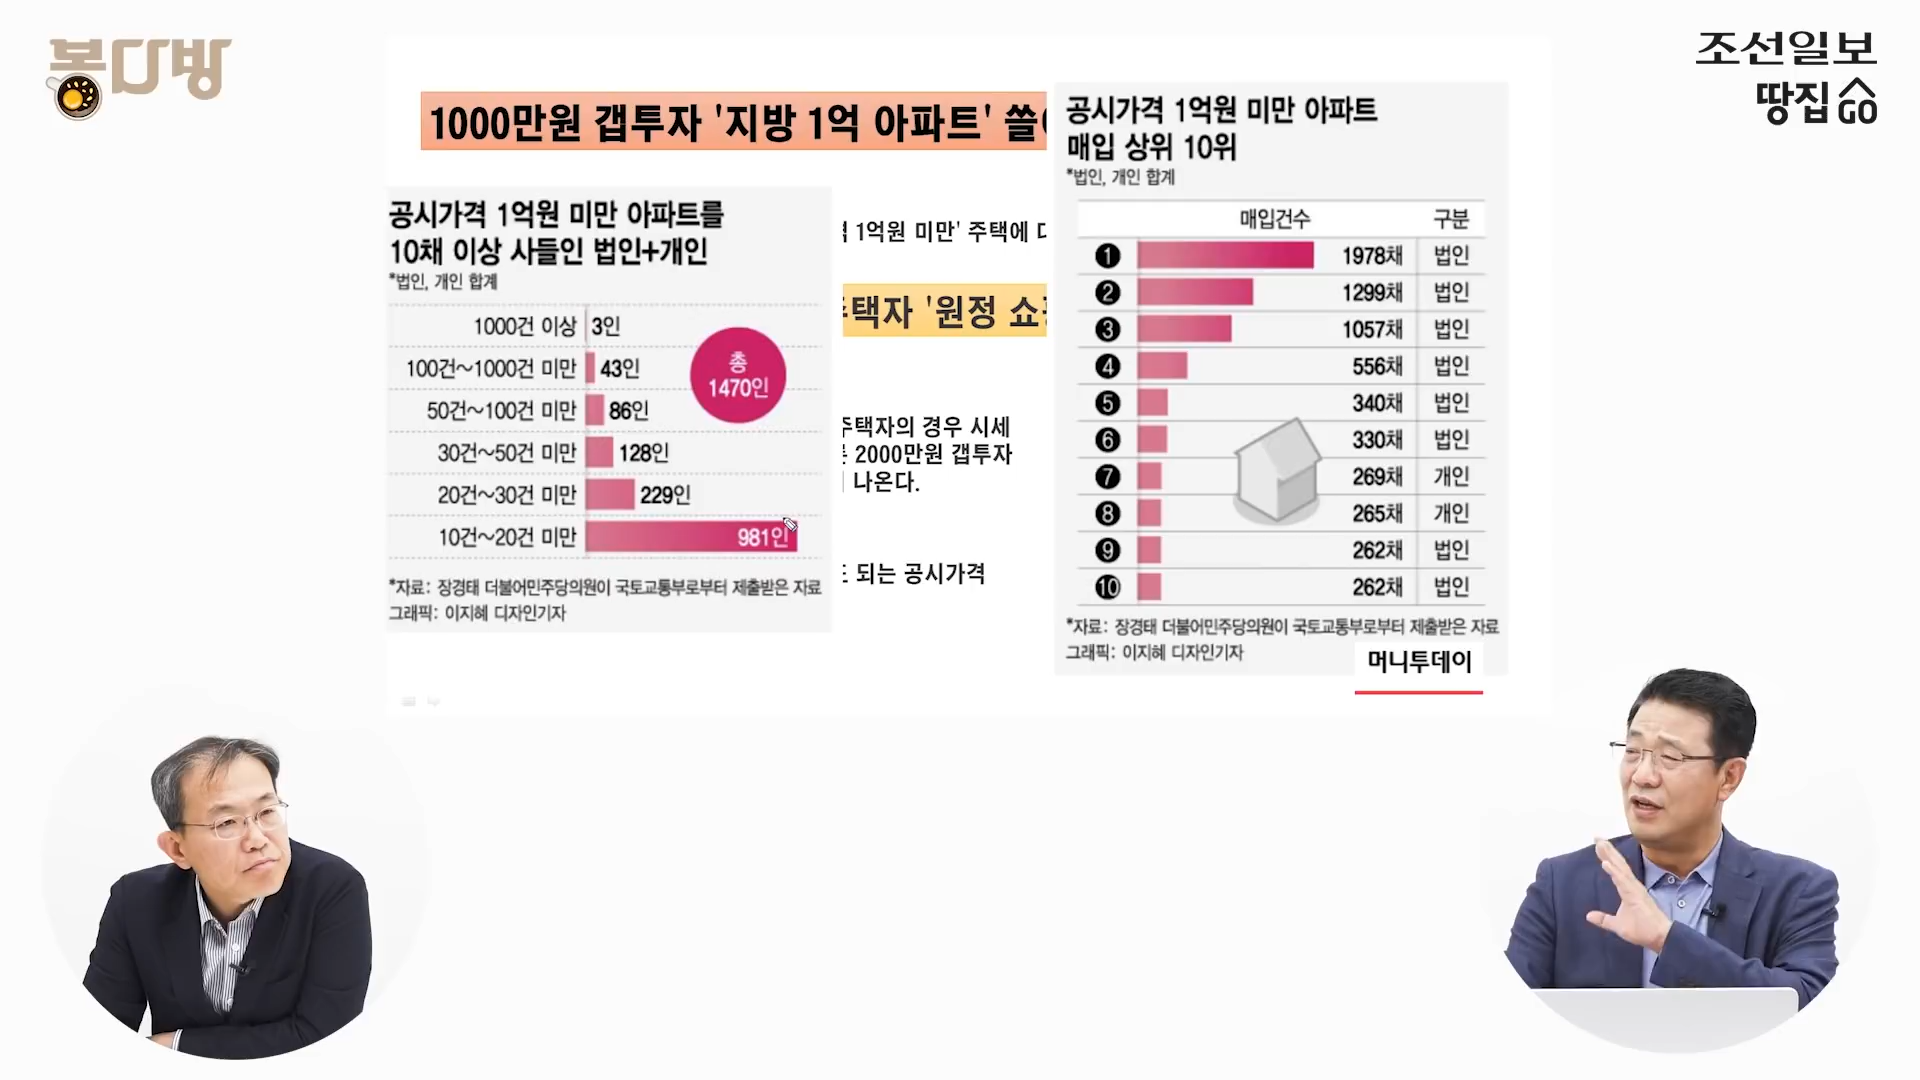 봉다방
조선일보
땅집GO
1000만원 갭투자 '지방 1억 아파트' 쓸
공시가격 1억원 미만 아파트를
10채 이상 사들인 법인+개인
*법인, 개인 합계
1000건 이상 3인
100건~1000건 미만 43인
50건~100건 미만 86인
30건~50건 미만 128인
20건~30건 미만 229인
10건~20건 미만 981인
총
1470인
*자료: 장경태 더불어민주당의원이 국토교통부로부터 제출받은 자료
그래픽: 이지혜 디자인기자
1억원 미만' 주택에
택자 '원정
주택자의 경우 시세
2000만원 갭투자
나온다.
되는 공시가격
공시가격 1억원 미만 아파트
매입 상위 10위
*법인, 개인 합계
매입건수 구분
1 1978채 법인
2 1299채 법인
3 1057채 법인
4 556채 법인
5 340채 법인
6 330채 법인
7 269채 개인
8 265채 개인
9 262채 법인
10 262채 법인
*자료: 장경태 더불어민주당의원이 국토교통부로부터 제출받은 자료
그래픽: 이지혜 디자인기자
머니투데이